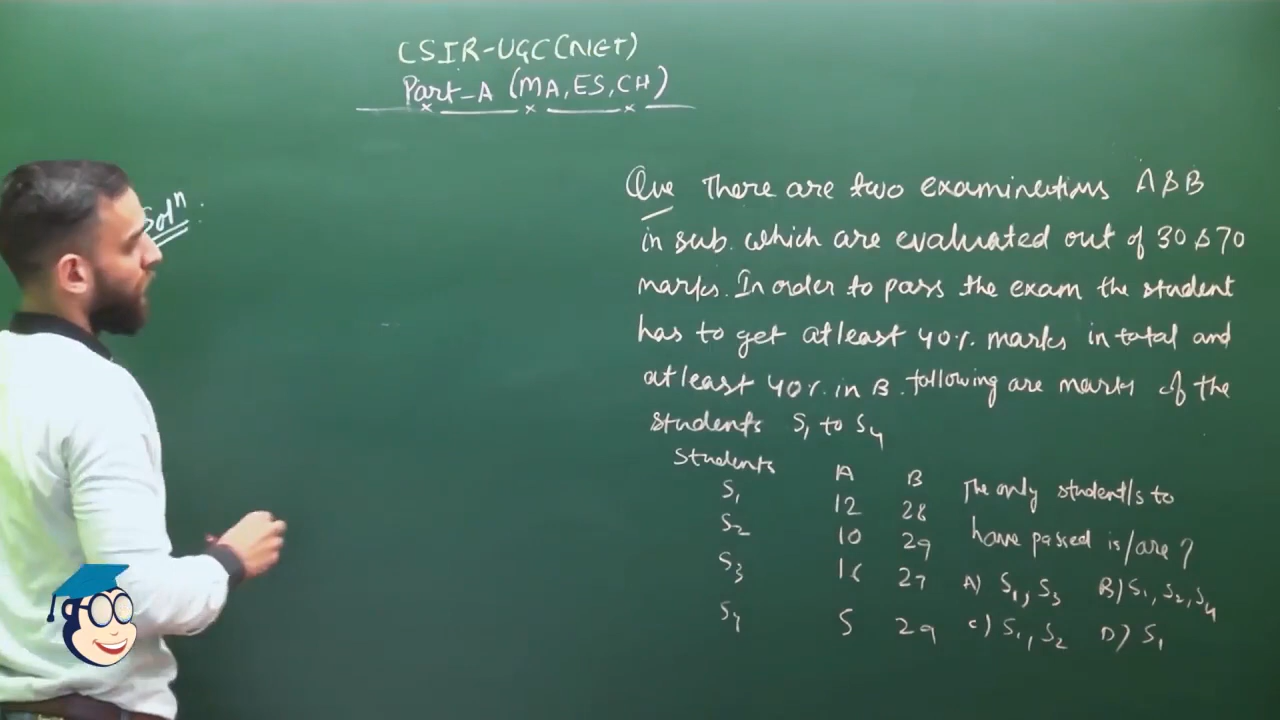 CSIR-UGC(NET)
Part-A (MA,ES,CH)
Solⁿ:
Que There are two examinections A & B
in sub. which are evaluated out of 30 & 70
marks. In order to pass the exam the student
has to get atleast 40% marks in total and
atleast 40% in B. following are marks of the
students S₁ to S₄
Students A B
S₁ 12 28
S₂ 10 29
S₃ 16 27
S₄ 5 29
The only student/s to
have passed is/are?
A) S₁, S₃ B) S₁, S₂, S₄
C) S₁, S₂ D) S₁